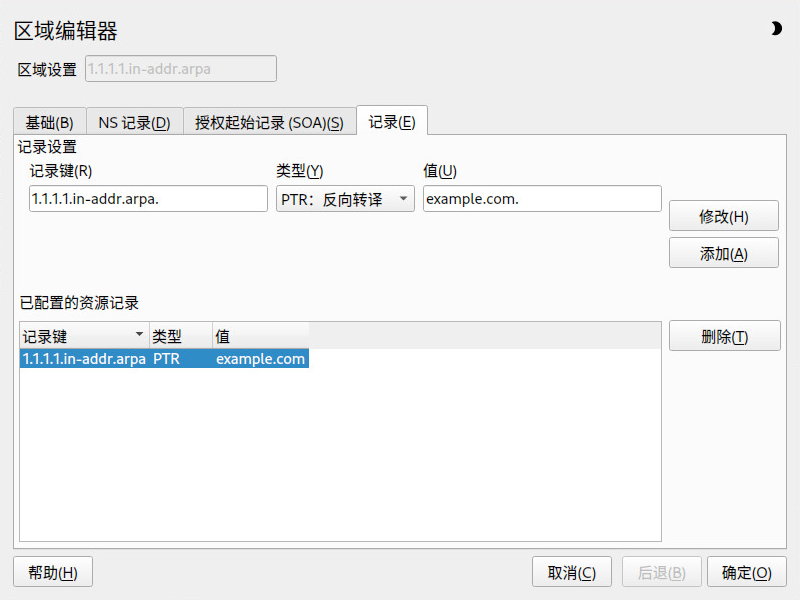 区域编辑器
区域设置 1.1.1.1.in-addr.arpa
基础(B) NS 记录(D) 授权起始记录 (SOA)(S) 记录(E)
记录设置
记录键(R) 类型(Y) 值(U)
1.1.1.1.in-addr.arpa. PTR：反向转译 example.com.
修改(H)
添加(A)
已配置的资源记录
记录键 类型 值
删除(T)
1.1.1.1.in-addr.arpa PTR example.com
帮助(H) 取消(C) 后退(B) 确定(O)